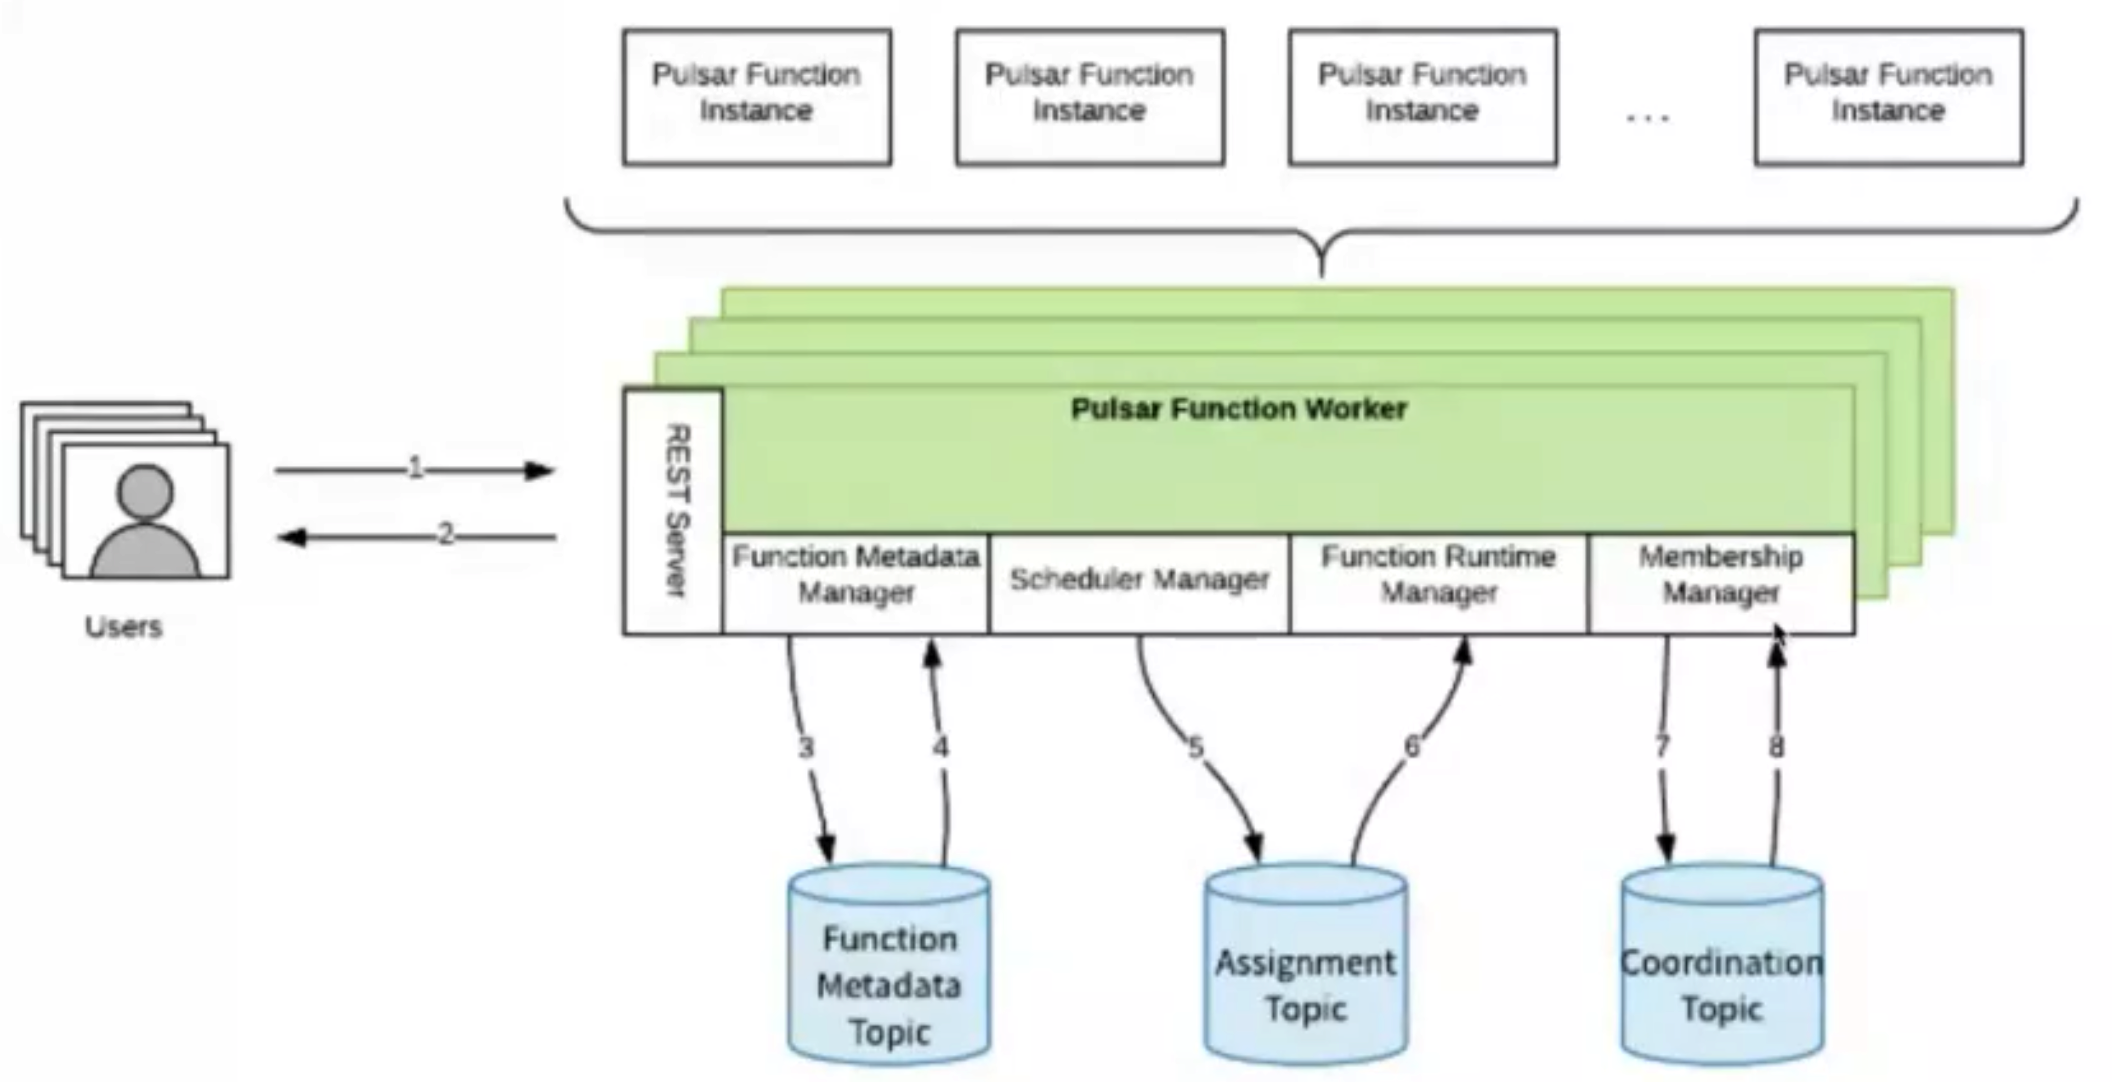 Pulsar Function
Instance
Pulsar Function
Instance
Pulsar Function
Instance
...
Pulsar Function
Instance
Pulsar Function Worker
REST Server
Function Metadata
Manager
Scheduler Manager
Function Runtime
Manager
Membership
Manager
1
2
Users
3
4
5
6
7
8
Function
Metadata
Topic
Assignment
Topic
Coordination
Topic